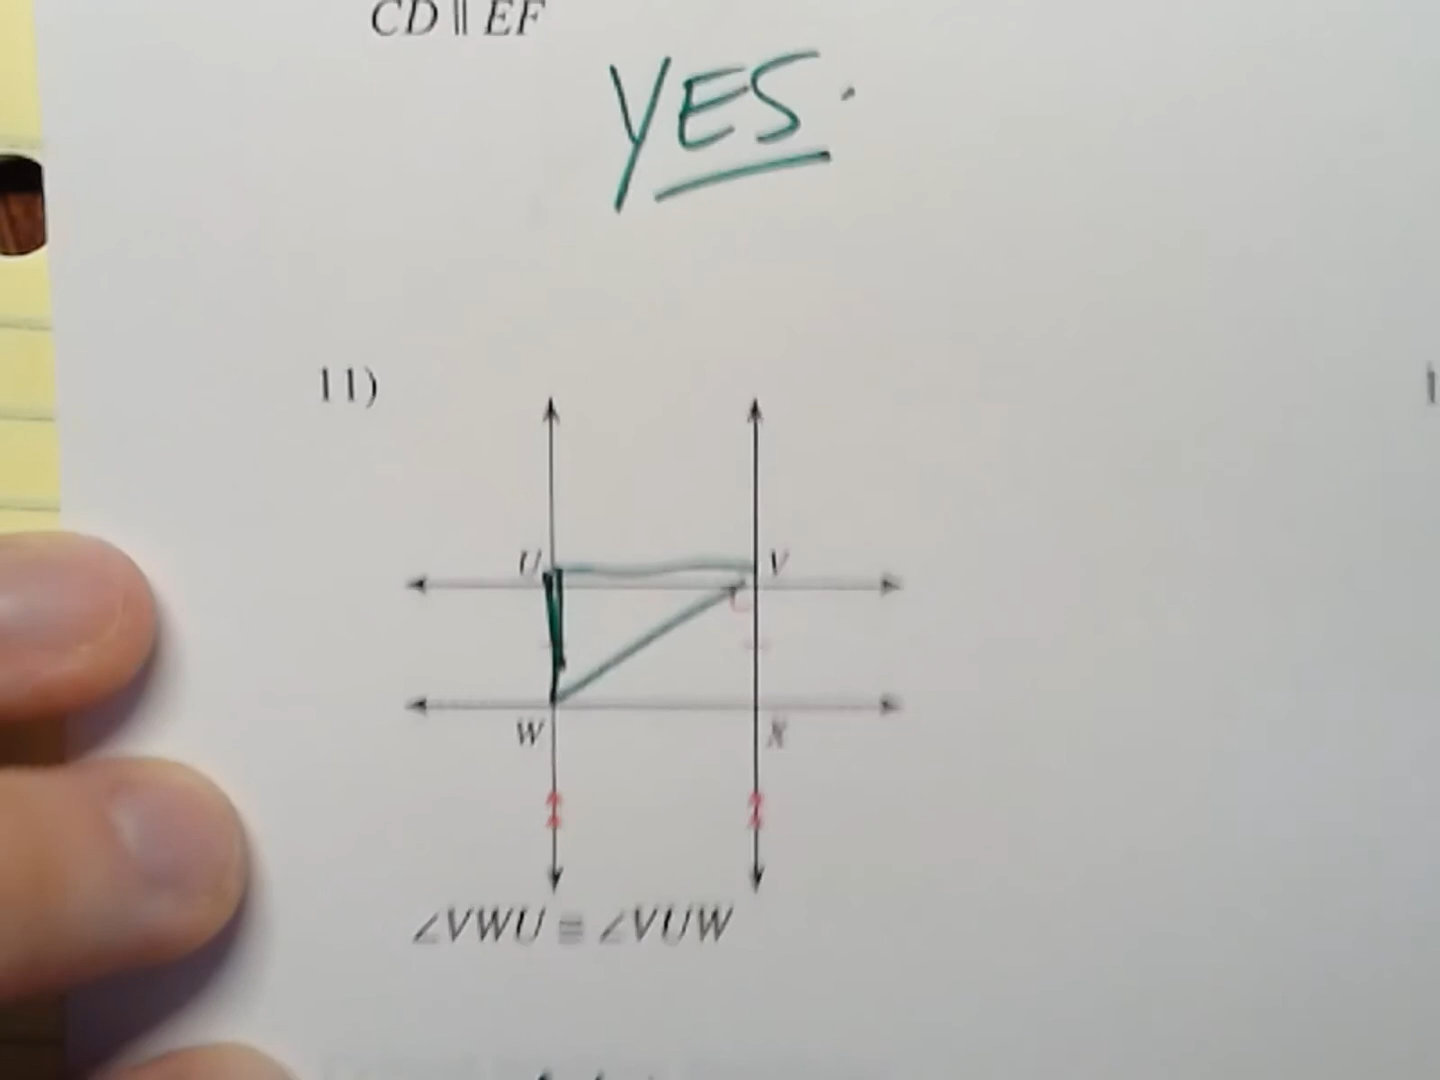 CD ∥ EF
YES.
11)
U V
W X
∠VWU ≅ ∠VUW